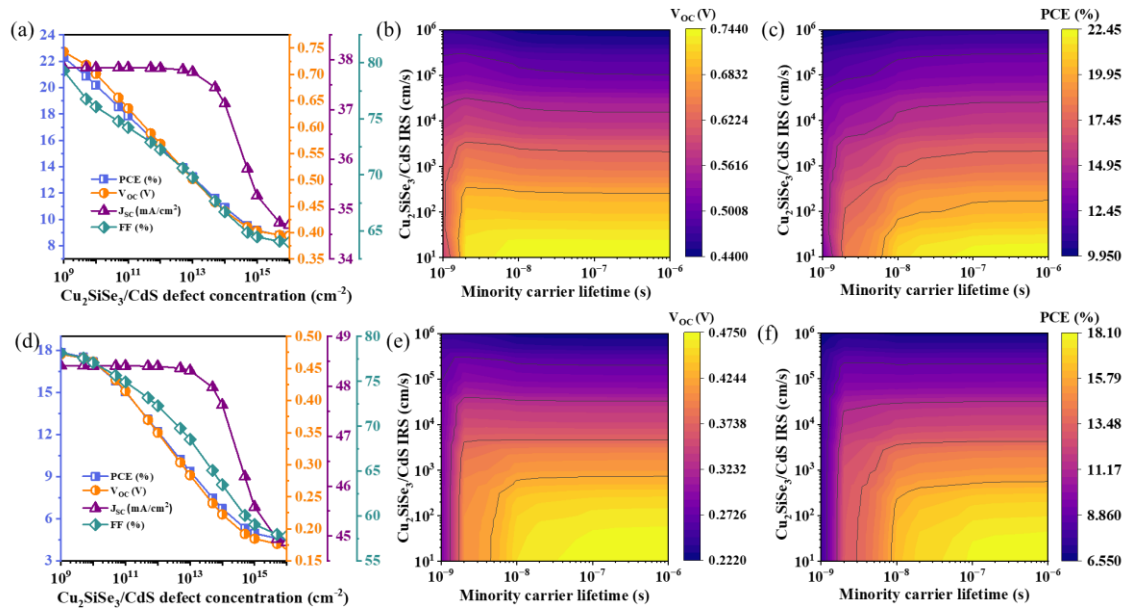 (a)
24
22
20
18
16
14
12
10
8
PCE (%)
V_OC (V)
J_SC (mA/cm²)
FF (%)
0.75
0.70
0.65
0.60
0.55
0.50
0.45
0.40
0.35
38
37
36
35
34
80
75
70
65
10⁹ 10¹¹ 10¹³ 10¹⁵
Cu₂SiSe₃/CdS defect concentration (cm⁻²)
(b)
V_OC (V)
Cu₂SiSe₃/CdS IRS (cm/s)
10⁶
10⁵
10⁴
10³
10²
10¹
10⁻⁹ 10⁻⁸ 10⁻⁷ 10⁻⁶
Minority carrier lifetime (s)
0.7440
0.6832
0.6224
0.5616
0.5008
0.4400
(c)
PCE (%)
Cu₂SiSe₃/CdS IRS (cm/s)
10⁶
10⁵
10⁴
10³
10²
10¹
10⁻⁹ 10⁻⁸ 10⁻⁷ 10⁻⁶
Minority carrier lifetime (s)
22.45
19.95
17.45
14.95
12.45
9.950
(d)
18
15
12
9
6
3
PCE (%)
V_OC (V)
J_SC (mA/cm²)
FF (%)
0.50
0.45
0.40
0.35
0.30
0.25
0.20
0.15
0.10
49
48
47
46
45
80
75
70
65
60
55
10⁹ 10¹¹ 10¹³ 10¹⁵
Cu₂SiSe₃/CdS defect concentration (cm⁻²)
(e)
V_OC (V)
Cu₂SiSe₃/CdS IRS (cm/s)
10⁶
10⁵
10⁴
10³
10²
10¹
10⁻⁹ 10⁻⁸ 10⁻⁷ 10⁻⁶
Minority carrier lifetime (s)
0.4750
0.4244
0.3738
0.3232
0.2726
0.2220
(f)
PCE (%)
Cu₂SiSe₃/CdS IRS (cm/s)
10⁶
10⁵
10⁴
10³
10²
10¹
10⁻⁹ 10⁻⁸ 10⁻⁷ 10⁻⁶
Minority carrier lifetime (s)
18.10
15.79
13.48
11.17
8.860
6.550